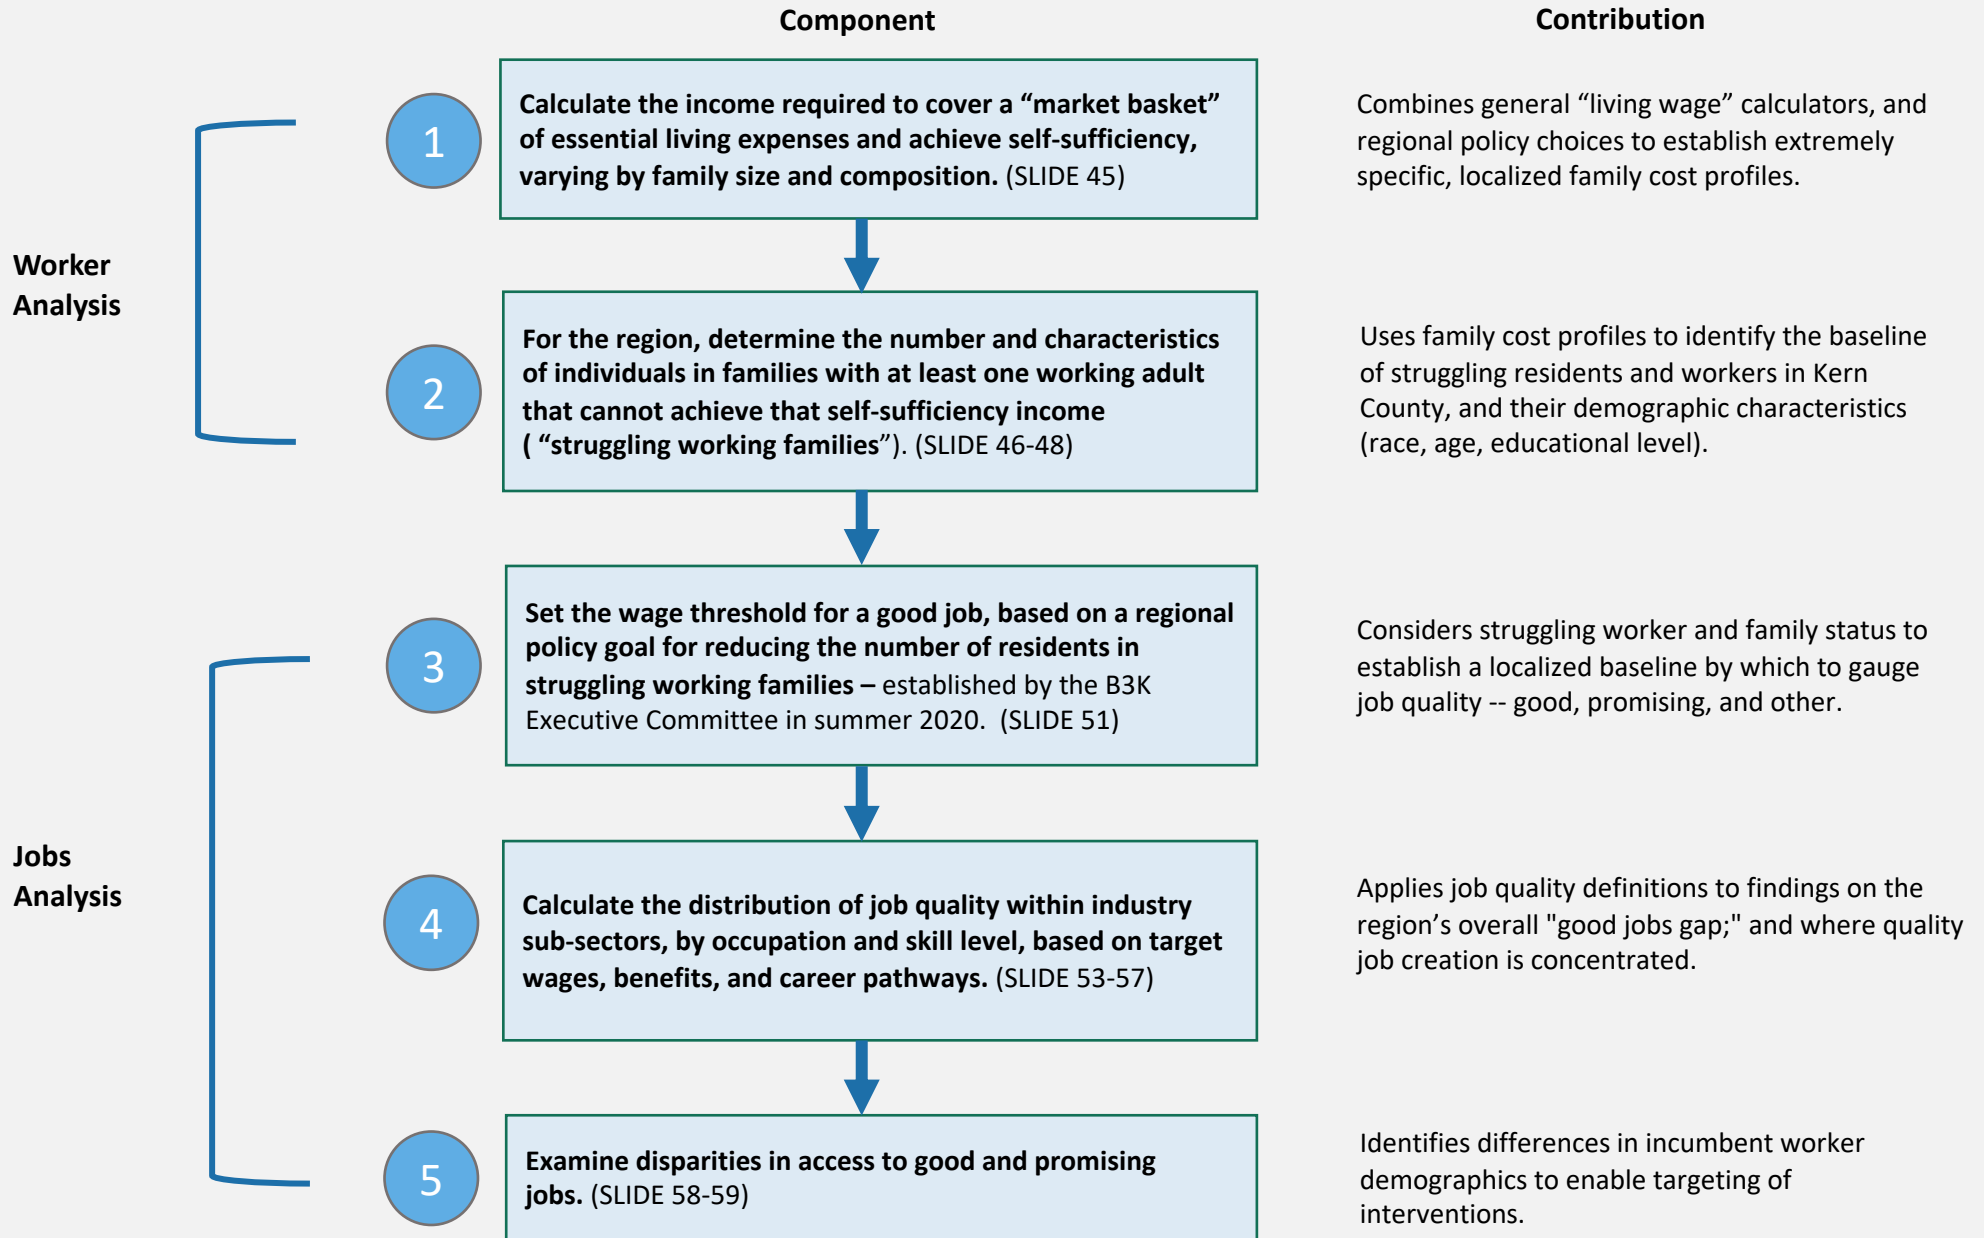 Component
Contribution
Worker
Analysis
1
Calculate the income required to cover a “market basket”
of essential living expenses and achieve self-sufficiency,
varying by family size and composition. (SLIDE 45)
Combines general “living wage” calculators, and
regional policy choices to establish extremely
specific, localized family cost profiles.
2
For the region, determine the number and characteristics
of individuals in families with at least one working adult
that cannot achieve that self-sufficiency income
( “struggling working families”). (SLIDE 46-48)
Uses family cost profiles to identify the baseline
of struggling residents and workers in Kern
County, and their demographic characteristics
(race, age, educational level).
Jobs
Analysis
3
Set the wage threshold for a good job, based on a regional
policy goal for reducing the number of residents in
struggling working families – established by the B3K
Executive Committee in summer 2020.  (SLIDE 51)
Considers struggling worker and family status to
establish a localized baseline by which to gauge
job quality -- good, promising, and other.
4
Calculate the distribution of job quality within industry
sub-sectors, by occupation and skill level, based on target
wages, benefits, and career pathways. (SLIDE 53-57)
Applies job quality definitions to findings on the
region’s overall "good jobs gap;" and where quality
job creation is concentrated.
5
Examine disparities in access to good and promising
jobs. (SLIDE 58-59)
Identifies differences in incumbent worker
demographics to enable targeting of
interventions.